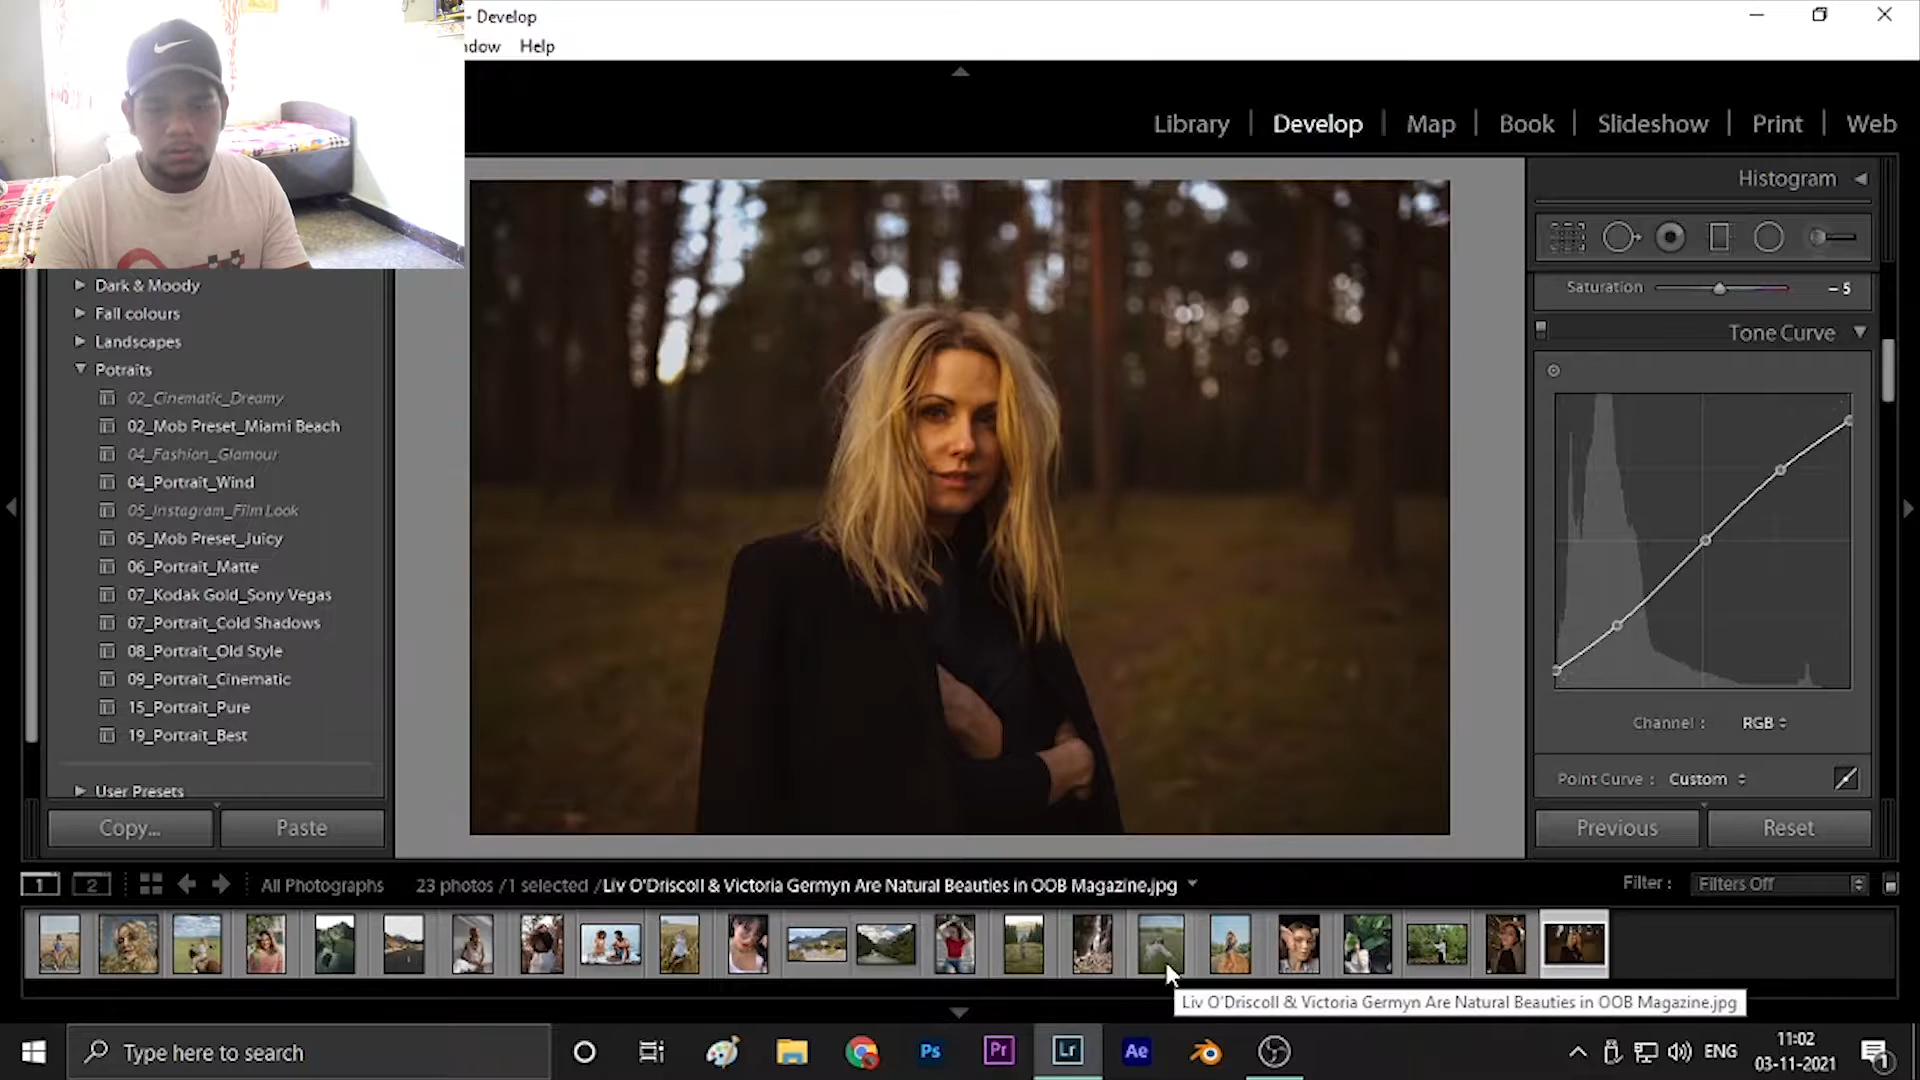 - Develop
ndow Help
Library Develop Map Book Slideshow Print Web
Histogram
Saturation - 5
Tone Curve
Dark & Moody
Fall colours
Landscapes
Potraits
02_Cinematic_Dreamy
02_Mob Preset_Miami Beach
04_Fashion_Glamour
04_Portrait_Wind
05_Instagram_Film Look
05_Mob Preset_Juicy
06_Portrait_Matte
07_Kodak Gold_Sony Vegas
07_Portrait_Cold Shadows
08_Portrait_Old Style
09_Portrait_Cinematic
15_Portrait_Pure
19_Portrait_Best
User Presets
Channel : RGB
Point Curve : Custom
Copy... Paste
Previous Reset
1 2 All Photographs 23 photos /1 selected /Liv O'Driscoll & Victoria Germyn Are Natural Beauties in OOB Magazine.jpg Filter : Filters Off
Liv O'Driscoll & Victoria Germyn Are Natural Beauties in OOB Magazine.jpg
Type here to search Ps Pr Lr Ae ENG 11:02
03-11-2021 1